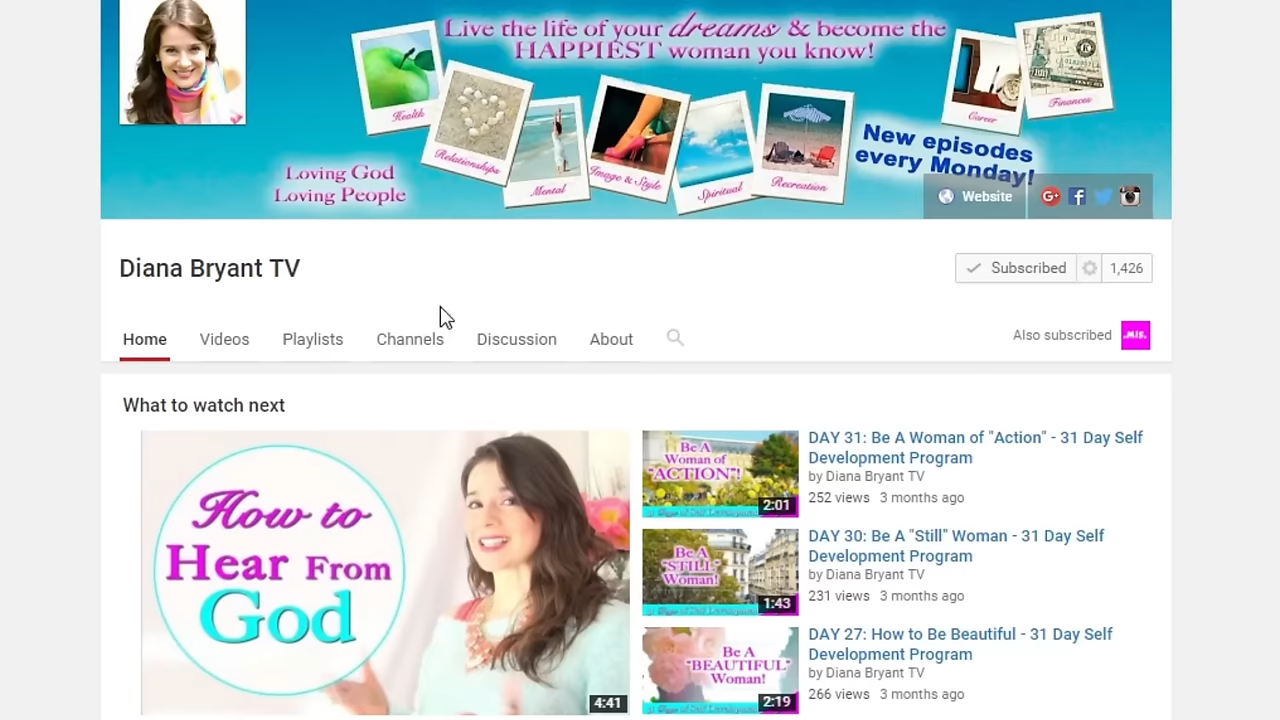 Live the life of your dreams & become the
HAPPIEST woman you know!
Health
Relationships
Mental
Image & Style
Spiritual
Recreation
Career
Finances
New episodes
every Monday!
Loving God
Loving People
Website
Diana Bryant TV
Subscribed 1,426
Home Videos Playlists Channels Discussion About
Also subscribed
What to watch next
How to
Hear From
God
4:41
Be A
Woman of
"ACTION"!
2:01
DAY 31: Be A Woman of "Action" - 31 Day Self
Development Program
by Diana Bryant TV
252 views 3 months ago
Be A
"STILL"
Woman!
1:43
DAY 30: Be A "Still" Woman - 31 Day Self
Development Program
by Diana Bryant TV
231 views 3 months ago
Be A
"BEAUTIFUL"
Woman!
2:19
DAY 27: How to Be Beautiful - 31 Day Self
Development Program
by Diana Bryant TV
266 views 3 months ago